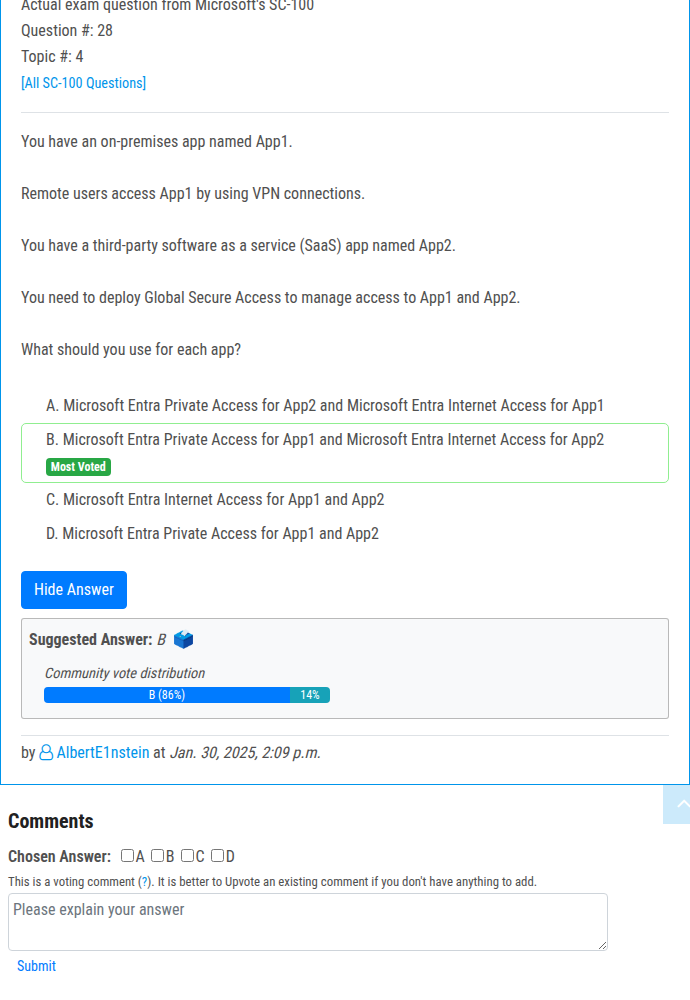 Actual exam question from Microsoft's SC-100
Question #: 28
Topic #: 4
[All SC-100 Questions]
You have an on-premises app named App1.
Remote users access App1 by using VPN connections.
You have a third-party software as a service (SaaS) app named App2.
You need to deploy Global Secure Access to manage access to App1 and App2.
What should you use for each app?
A. Microsoft Entra Private Access for App2 and Microsoft Entra Internet Access for App1
B. Microsoft Entra Private Access for App1 and Microsoft Entra Internet Access for App2
Most Voted
C. Microsoft Entra Internet Access for App1 and App2
D. Microsoft Entra Private Access for App1 and App2
Hide Answer
Suggested Answer: B
Community vote distribution
B (86%) 14%
by AlbertE1nstein at Jan. 30, 2025, 2:09 p.m.
Comments
Chosen Answer: A B C D
This is a voting comment (?). It is better to Upvote an existing comment if you don't have anything to add.
Please explain your answer
Submit